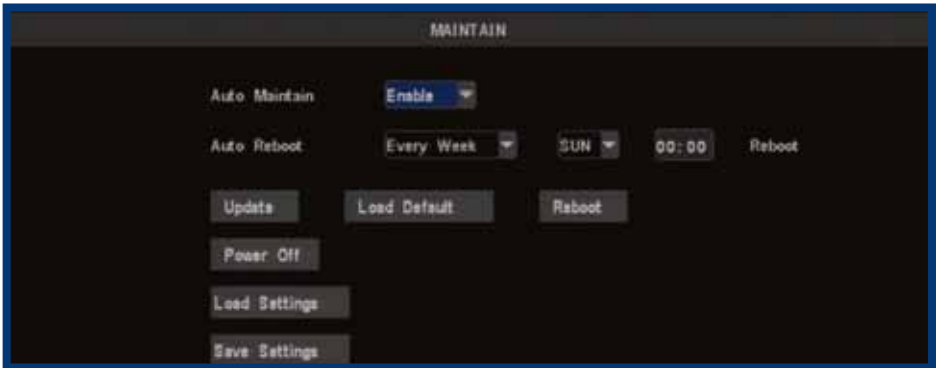 MAINTAIN
Auto Maintain Enable
Auto Reboot Every Week SUN 00:00 Reboot
Update Load Default Reboot
Power Off
Load Settings
Save Settings